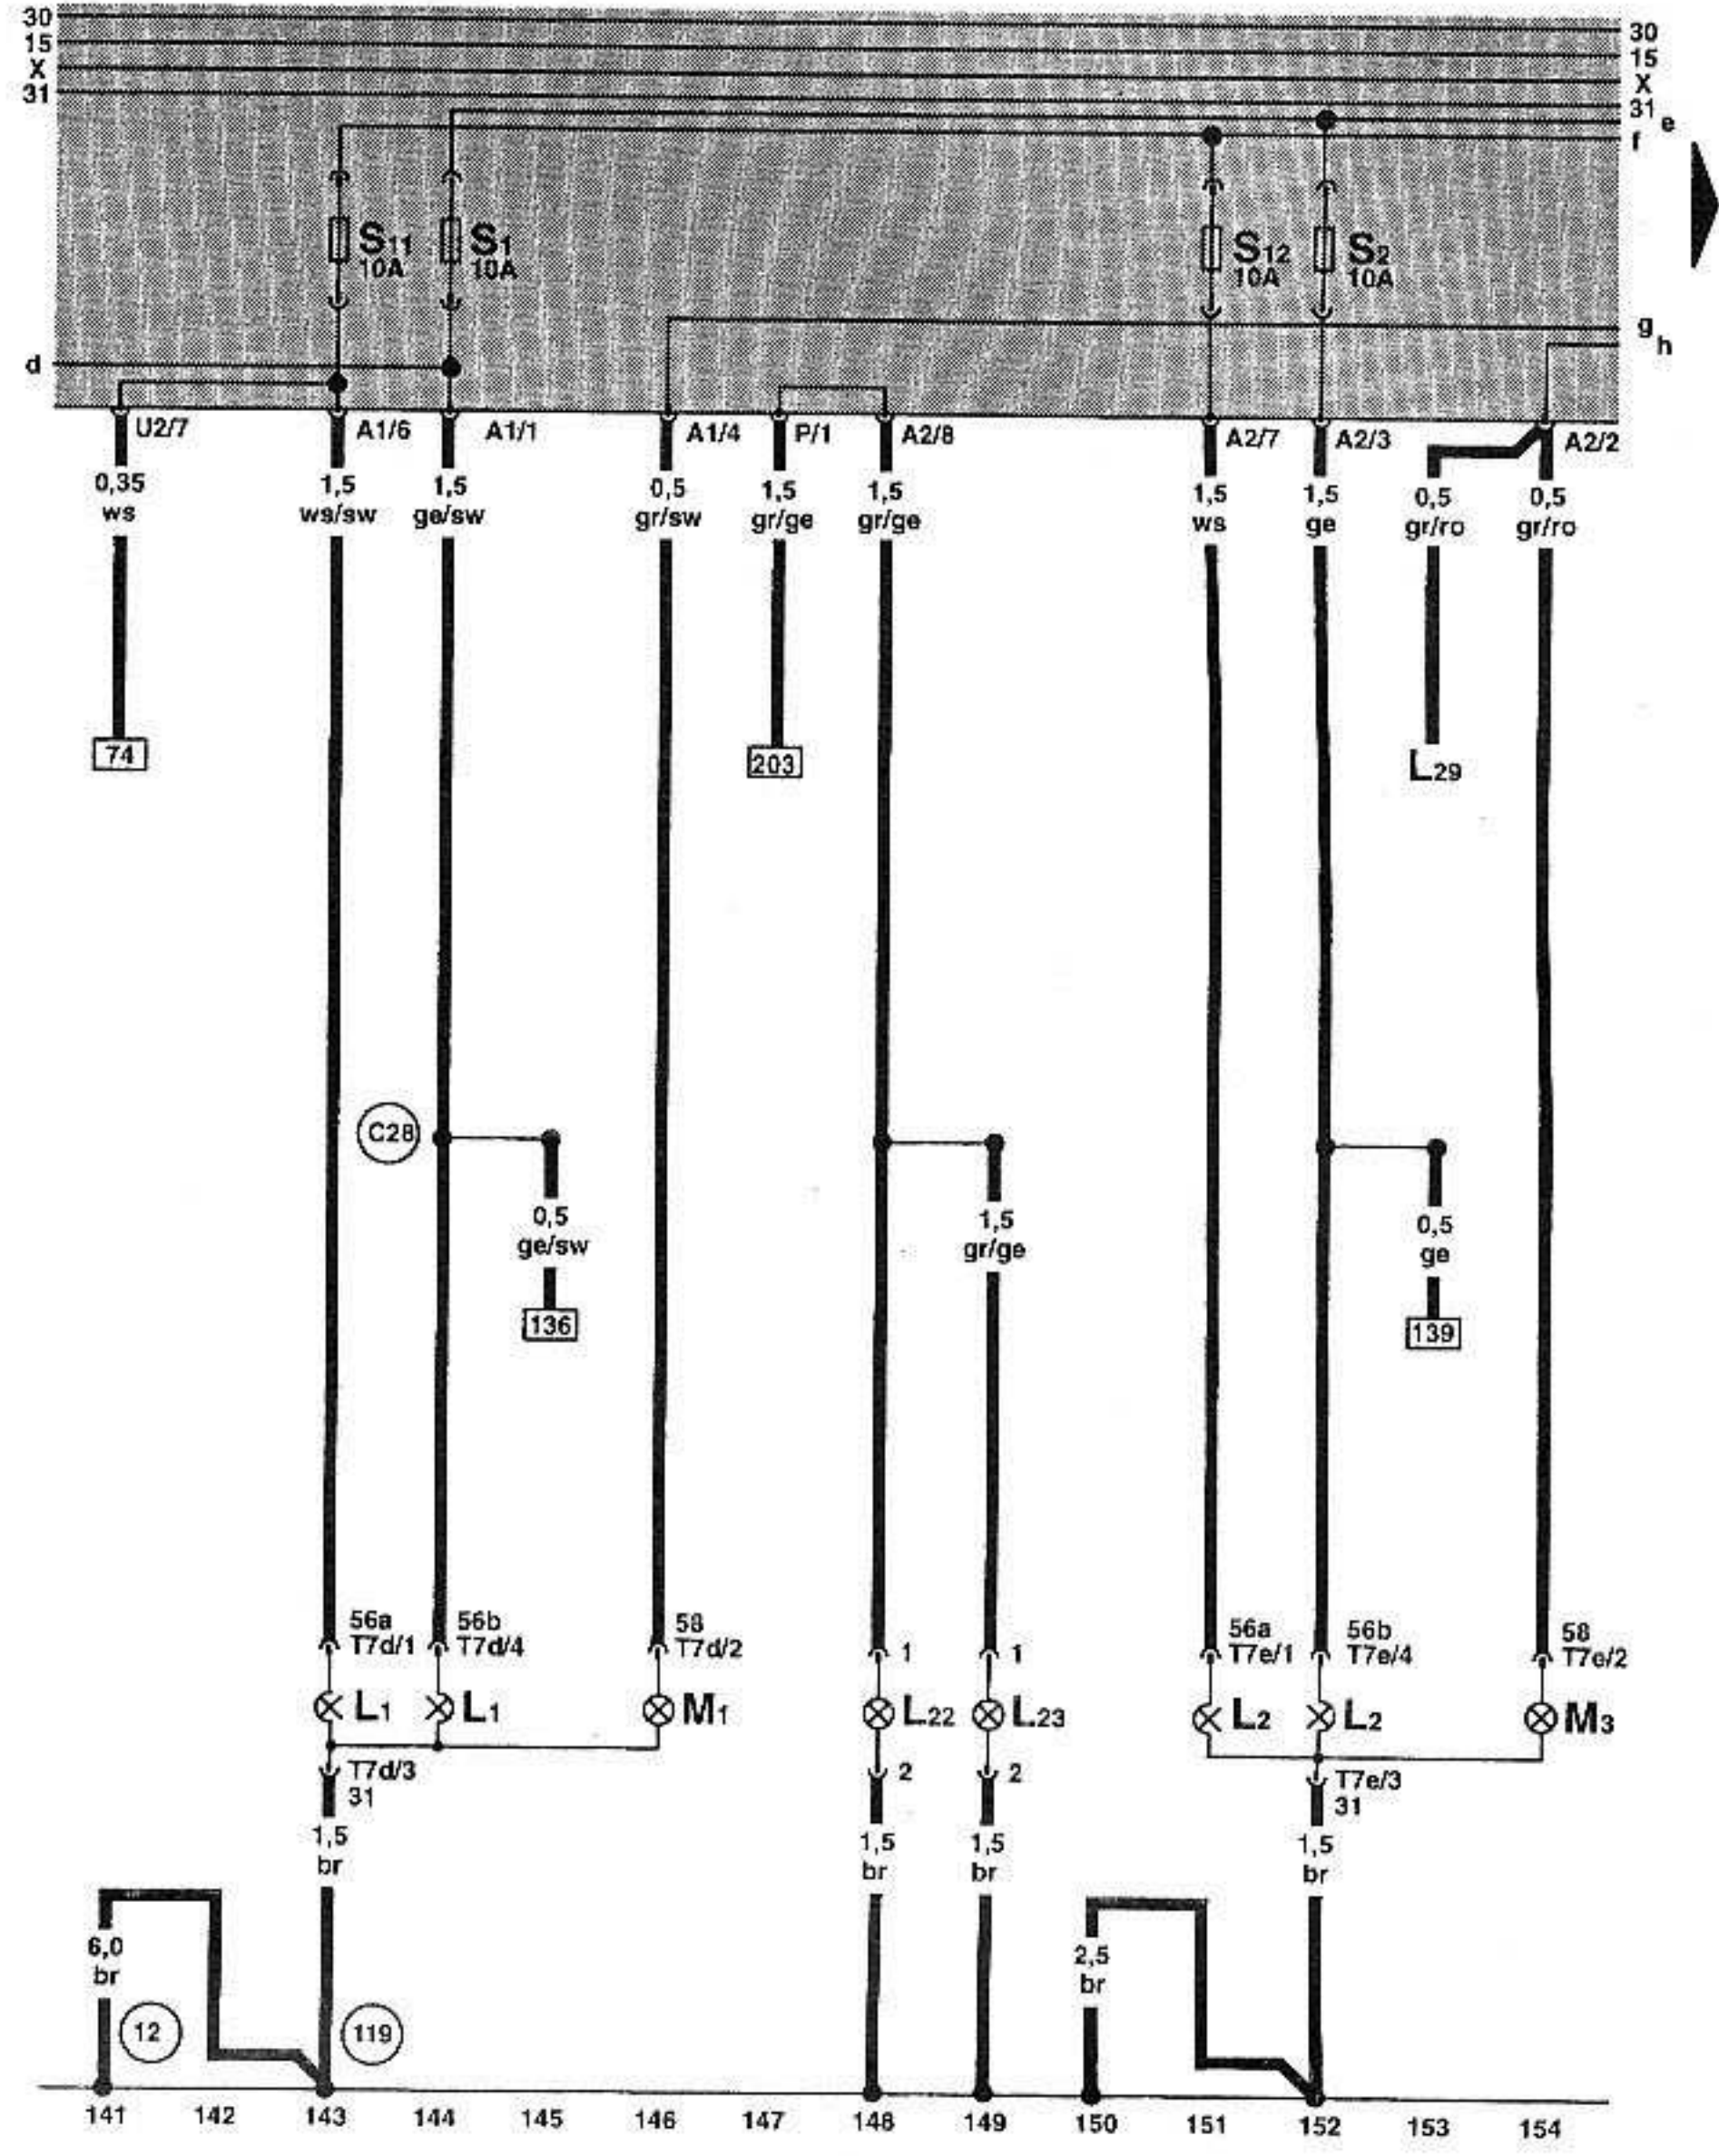 30
15
X
31
30
15
X
31
e
f
S11
10A
S1
10A
S12
10A
S2
10A
g
h
d
U2/7
A1/6
A1/1
A1/4
P/1
A2/8
A2/7
A2/3
A2/2
0,35
ws
1,5
ws/sw
1,5
ge/sw
0,5
gr/sw
1,5
gr/ge
1,5
gr/ge
1,5
ws
1,5
ge
0,5
gr/ro
0,5
gr/ro
74
203
L29
C28
0,5
ge/sw
136
1,5
gr/ge
0,5
ge
139
56a
T7d/1
56b
T7d/4
58
T7d/2
1
1
56a
T7e/1
56b
T7e/4
58
T7e/2
L1
L1
M1
L22
L23
L2
L2
M3
T7d/3
31
2
2
T7e/3
31
1,5
br
1,5
br
1,5
br
1,5
br
6,0
br
2,5
br
12
119
141
142
143
144
145
146
147
148
149
150
151
152
153
154